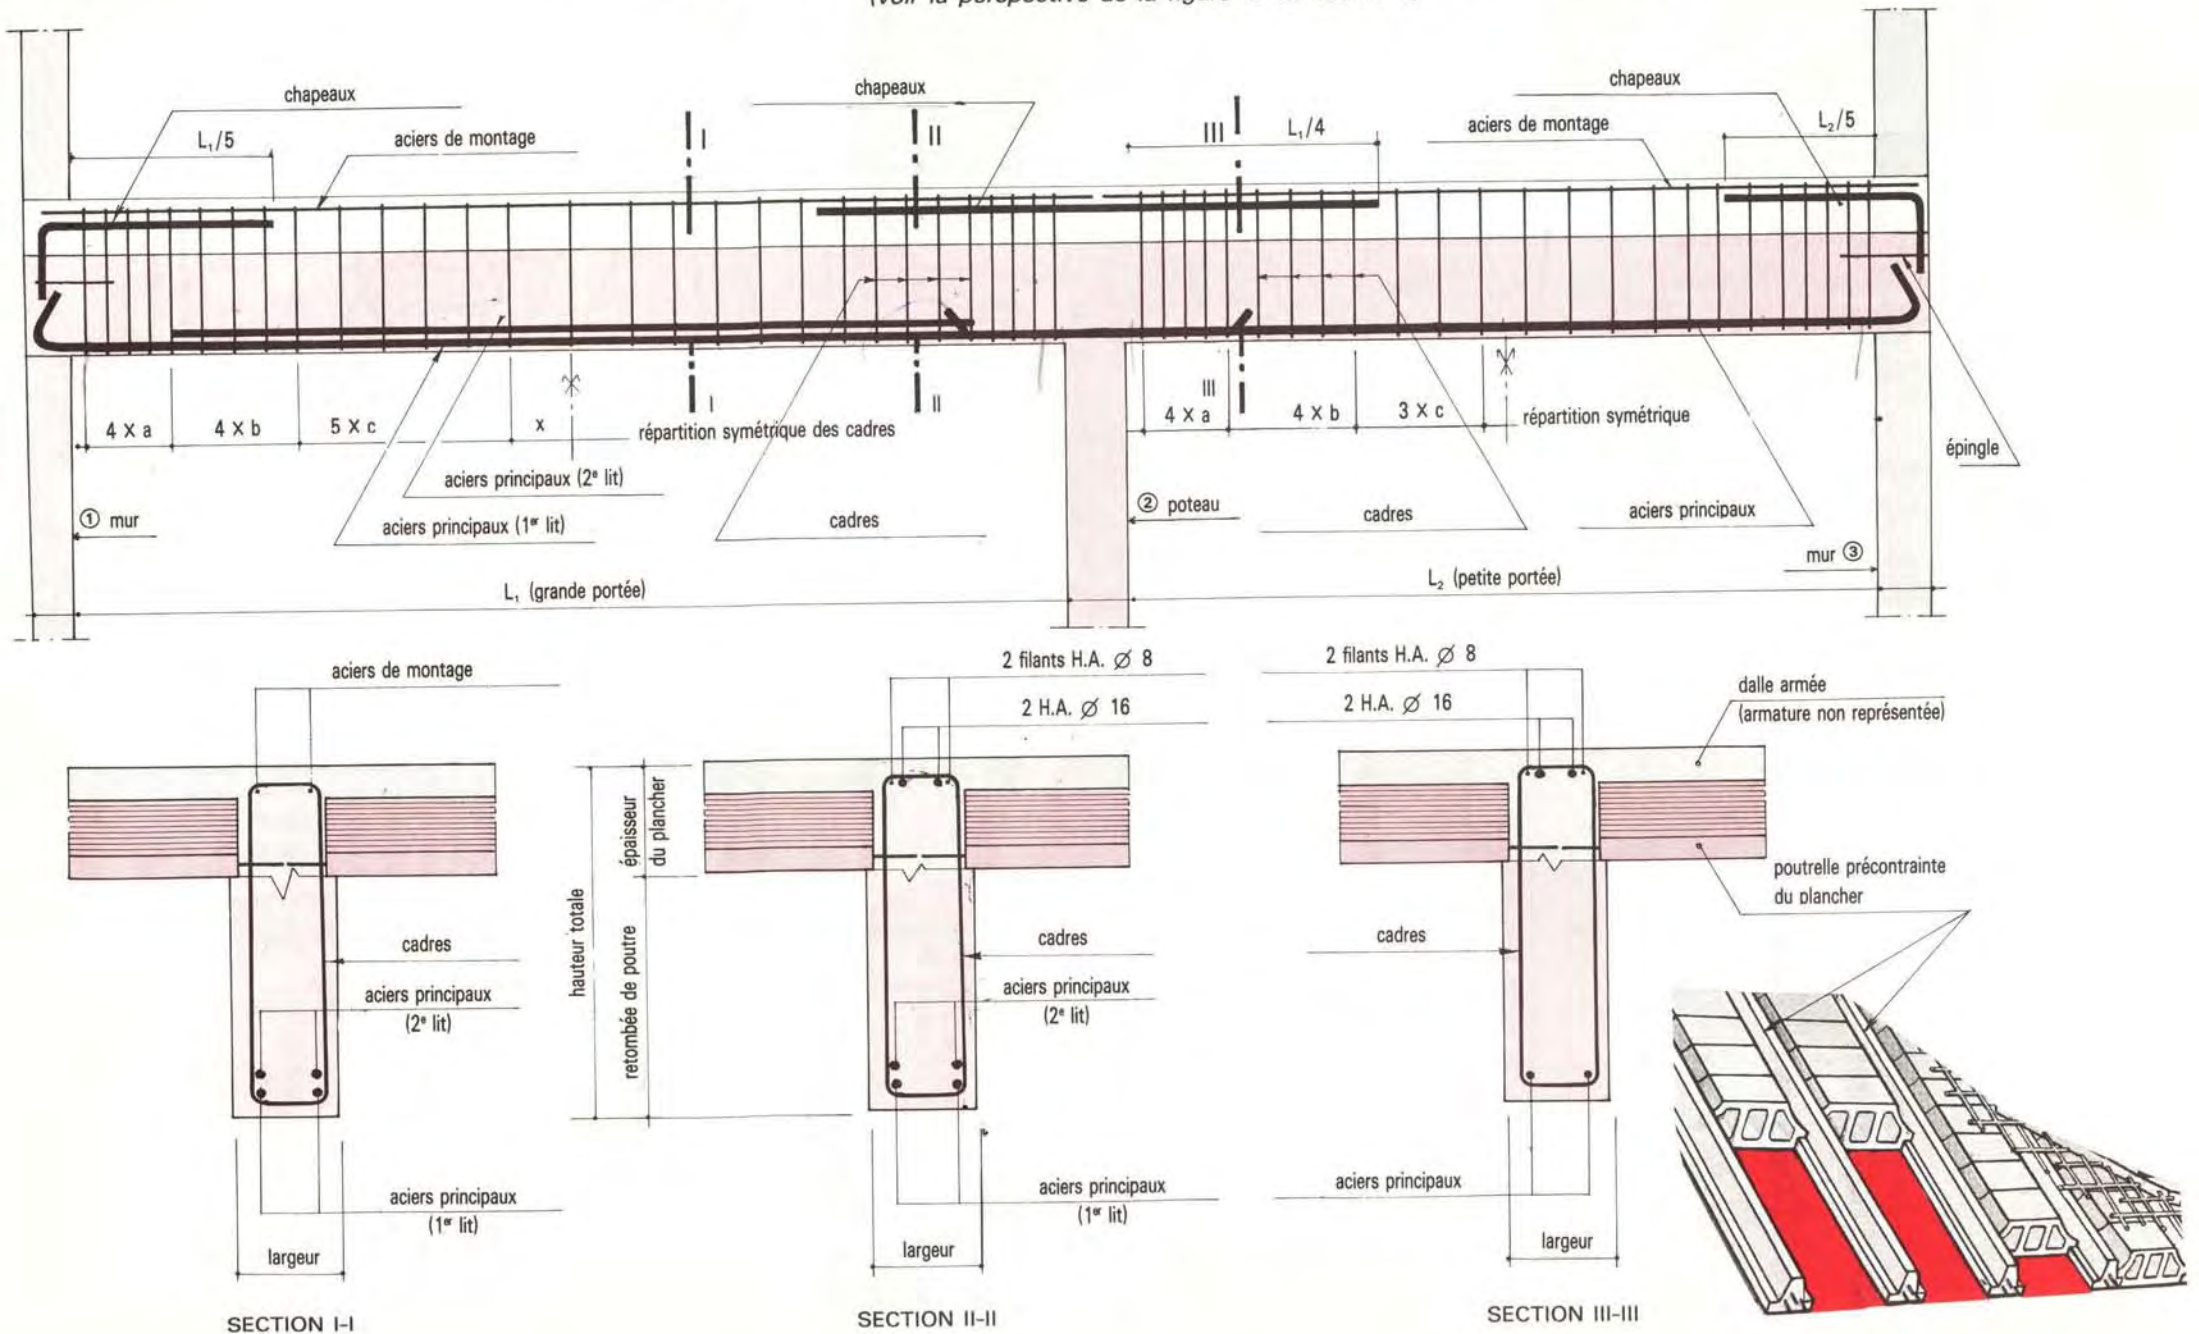 (voir la perspective de la figure
chapeaux
L₁/5
aciers de montage
I
chapeaux
II
III
L₁/4
aciers de montage
chapeaux
L₂/5
4 X a
4 X b
5 X c
x
I
II
répartition symétrique des cadres
III
4 X a
4 X b
3 X c
répartition symétrique
épingle
aciers principaux (2ᵉ lit)
aciers principaux (1ᵉʳ lit)
① mur
cadres
② poteau
cadres
aciers principaux
mur ③
L₁ (grande portée)
L₂ (petite portée)
aciers de montage
cadres
aciers principaux
(2ᵉ lit)
aciers principaux
(1ᵉʳ lit)
largeur
SECTION I-I
hauteur totale
épaisseur
du plancher
retombée de poutre
2 filants H.A. Ø 8
2 H.A. Ø 16
cadres
aciers principaux
(2ᵉ lit)
aciers principaux
(1ᵉʳ lit)
largeur
SECTION II-II
2 filants H.A. Ø 8
2 H.A. Ø 16
dalle armée
(armature non représentée)
poutrelle précontrainte
du plancher
cadres
aciers principaux
largeur
SECTION III-III